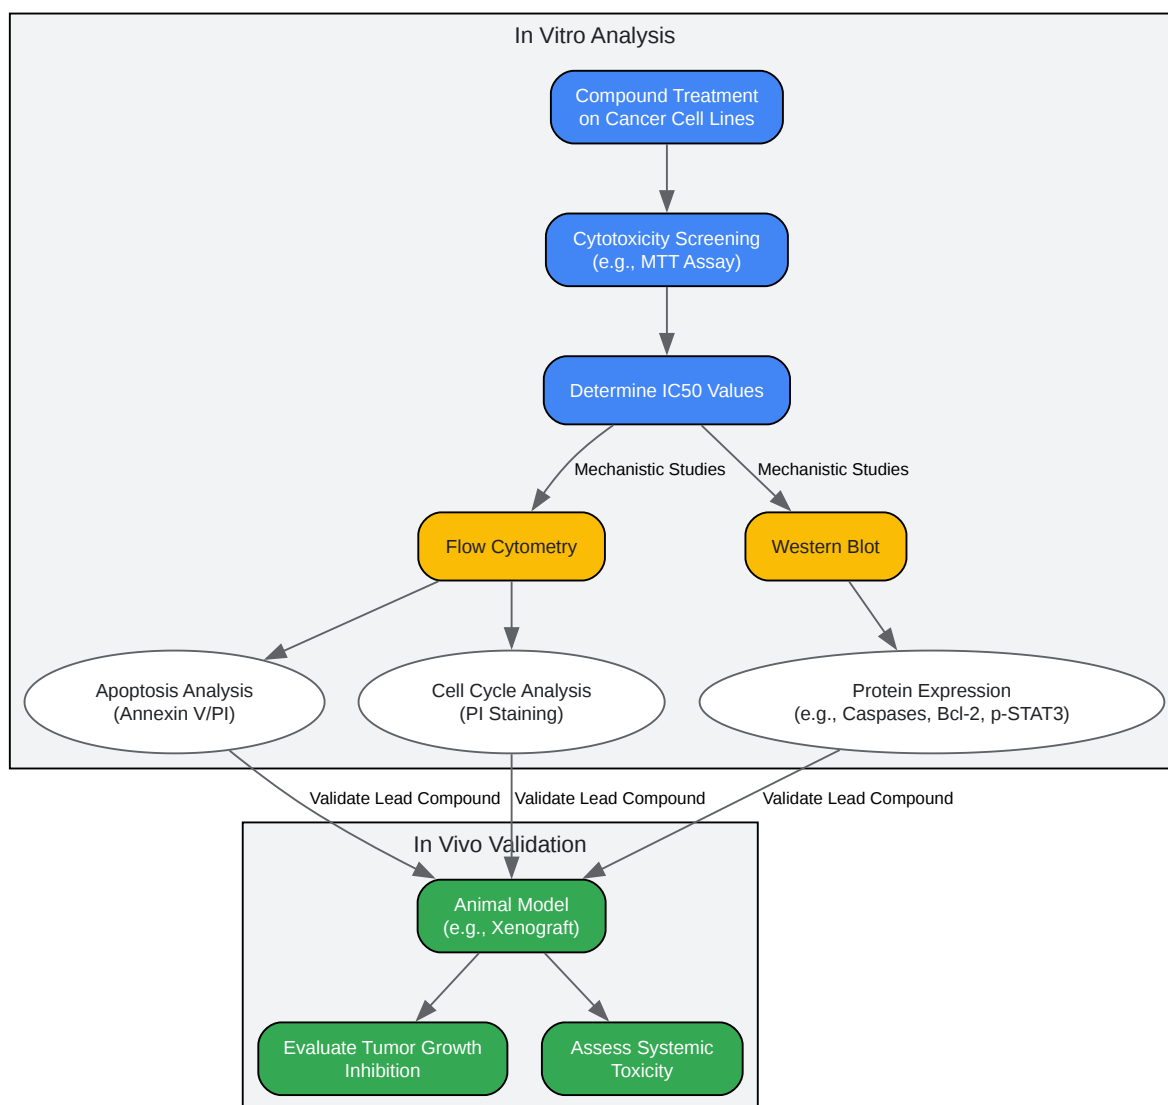 In Vitro Analysis
Compound Treatment
on Cancer Cell Lines
Cytotoxicity Screening
(e.g., MTT Assay)
Determine IC50 Values
Mechanistic Studies
Mechanistic Studies
Flow Cytometry
Western Blot
Apoptosis Analysis
(Annexin V/PI)
Cell Cycle Analysis
(PI Staining)
Protein Expression
(e.g., Caspases, Bcl-2, p-STAT3)
Validate Lead Compound
Validate Lead Compound
Validate Lead Compound
In Vivo Validation
Animal Model
(e.g., Xenograft)
Evaluate Tumor Growth
Inhibition
Assess Systemic
Toxicity